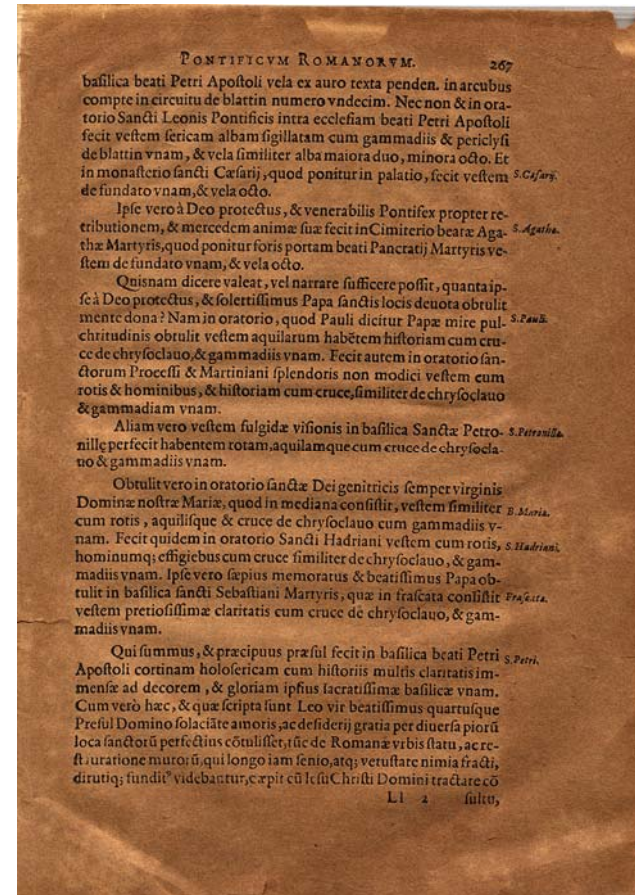 PONTIFICVM ROMANORVM. 267
basilica beati Petri Apostoli vela ex auro texta penden. in arcubus
compte in circuitu de blattin numero vndecim. Nec non & in ora-
torio Sancti Leonis Pontificis intra ecclesiam beati Petri Apostoli
fecit vestem sericam albam sigillatam cum gammadiis & periclysi
de blattin vnam, & vela similiter alba maiora duo, minora octo. Et
in monasterio sancti Cæsarij, quod ponitur in palatio, fecit vestem S.Cæsarij.
de fundato vnam, & vela octo.
Ipse vero à Deo protectus, & venerabilis Pontifex propter re-
tributionem, & mercedem animæ suæ fecit in Cimiterio beatæ Aga- S.Agatha.
thæ Martyris, quod ponitur foris portam beati Pancratij Martyris ve-
stem de fundato vnam, & vela octo.
Quisnam dicere valeat, vel narrare sufficere possit, quanta ip-
se à Deo protectus, & solertissimus Papa sanctis locis deuota obtulit
mente dona? Nam in oratorio, quod Pauli dicitur Papæ mire pul- S.Pauli.
chritudinis obtulit vestem aquilarum habētem historiam cum cru-
ce de chrysoclauo, & gammadiis vnam. Fecit autem in oratorio san-
ctorum Processi & Martiniani splendoris non modici vestem cum
rotis & hominibus, & historiam cum cruce, similiter de chrysoclauo
& gammadiam vnam.
Aliam vero vestem fulgidæ visionis in basilica Sanctæ Petro- S.Petronilla.
nillę perfecit habentem rotam, aquilamque cum cruce de chrysocla-
uo & gammadiis vnam.
Obtulit vero in oratorio sanctæ Dei genitricis semper virginis
Dominæ nostræ Mariæ, quod in mediana consistit, vestem similiter B.Maria.
cum rotis, aquilisque & cruce de chrysoclauo cum gammadiis v-
nam. Fecit quidem in oratorio Sancti Hadriani vestem cum rotis, S.Hadriani.
hominumq; effigiebus cum cruce similiter de chrysoclauo, & gam-
madiis vnam. Ipse vero sæpius memoratus & beatissimus Papa ob-
tulit in basilica sancti Sebastiani Martyris, quæ in frascata consistit Frascata.
vestem pretiosissimæ claritatis cum cruce de chrysoclauo, & gam-
madiis vnam.
Qui summus, & præcipuus præsul fecit in basilica beati Petri S.Petri.
Apostoli cortinam holosericam cum historiis multis claritatis im-
mensæ ad decorem, & gloriam ipsius sacratissimæ basilicæ vnam.
Cum verò hæc, & quæ scripta sunt Leo vir beatissimus quartusque
Presul Domino solaciāte amoris, ac desiderij gratia per diuersa piorū
loca sanctorū perfectius cōtulisset, tūc de Romanæ vrbis statu, ac re-
stauratione murorū, qui longo iam senio, atq; vetustate nimia fracti,
dirutiq; funditꝰ videbantur, cæpit cū Iesu Christi Domini tractare cō
Ll 2 sultu,